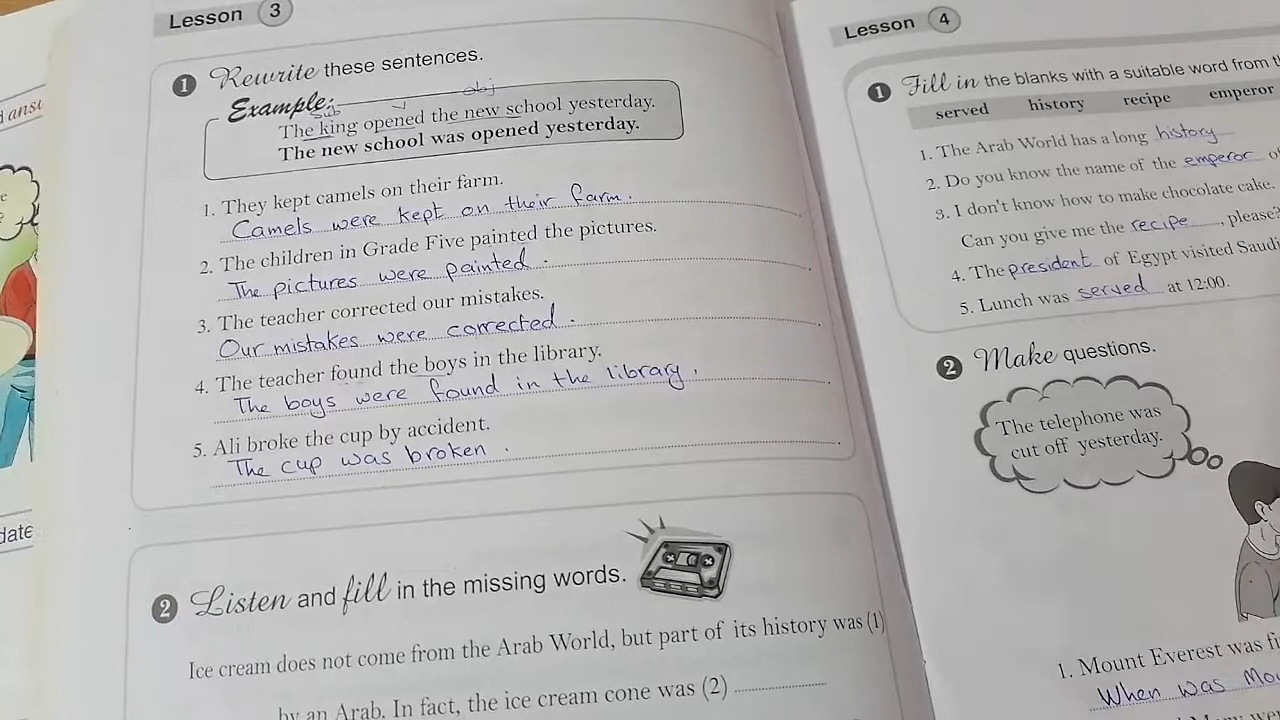 Lesson 3
1 Rewrite these sentences.
Example:
sub v obj
The king opened the new school yesterday.
The new school was opened yesterday.
1. They kept camels on their farm.
Camels were kept on their farm.
2. The children in Grade Five painted the pictures.
The pictures were painted.
3. The teacher corrected our mistakes.
Our mistakes were corrected.
4. The teacher found the boys in the library.
The boys were found in the library.
5. Ali broke the cup by accident.
The cup was broken.
2 Listen and fill in the missing words.
Ice cream does not come from the Arab World, but part of its history was (1)
by an Arab. In fact, the ice cream cone was (2)
date
Lesson 4
1 Fill in the blanks with a suitable word from
served history recipe emperor
1. The Arab World has a long history
2. Do you know the name of the emperor
3. I don't know how to make chocolate cake.
Can you give me the recipe, please?
4. The president of Egypt visited
5. Lunch was served at 12:00.
2 Make questions.
The telephone was
cut off yesterday.
1. Mount Everest was
When was